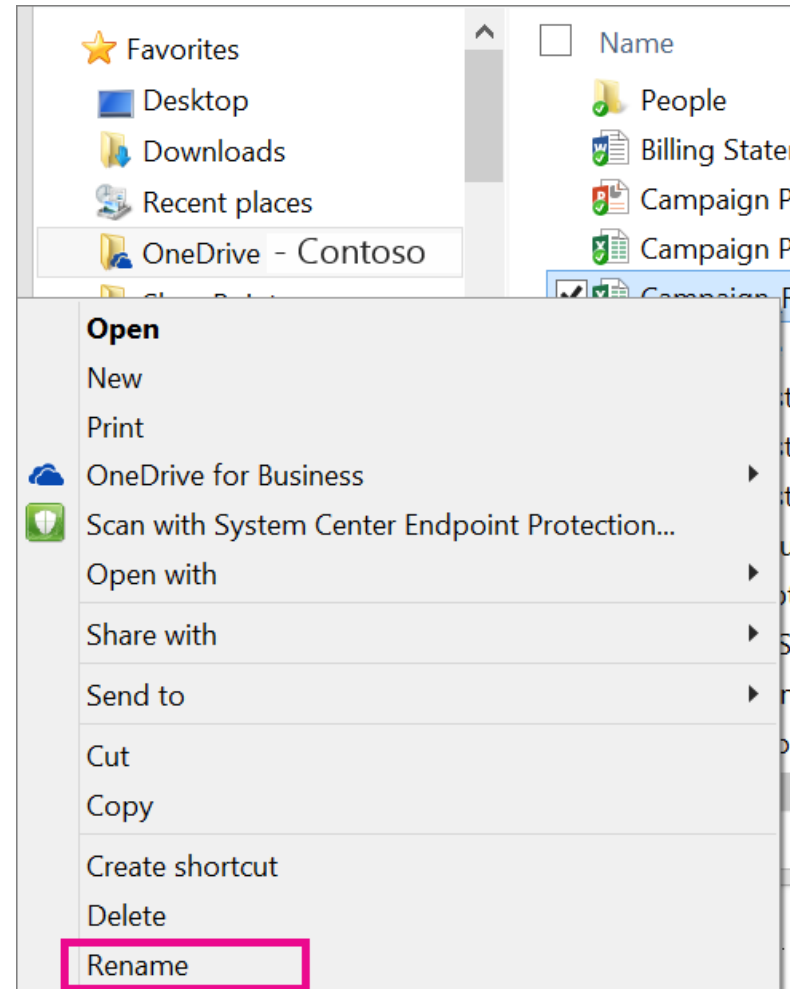 Favorites
Desktop
Downloads
Recent places
OneDrive - Contoso
Name
People
Billing
Campaign
Campaign
Campaign
Open
New
Print
OneDrive for Business
Scan with System Center Endpoint Protection...
Open with
Share with
Send to
Cut
Copy
Create shortcut
Delete
Rename